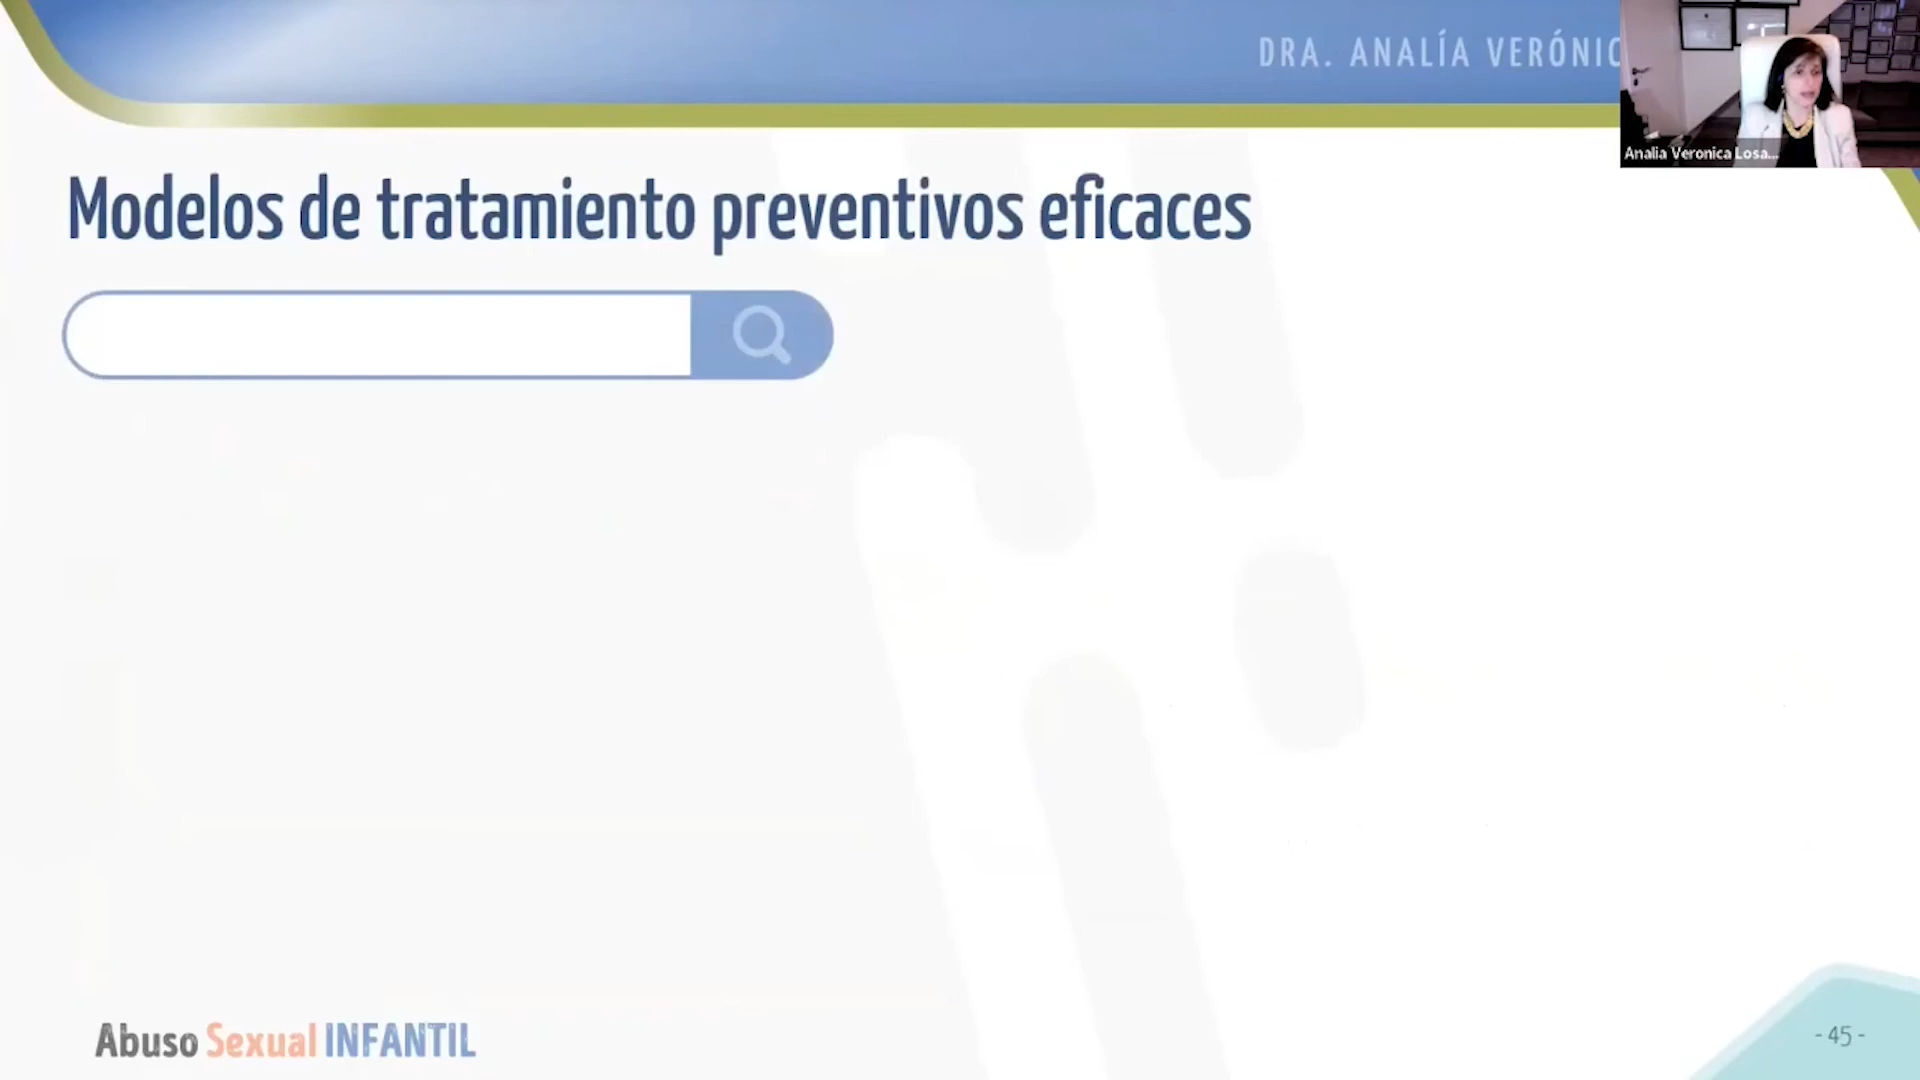 DRA. ANALÍA VERÓNIC
Analia Veronica Losa...
Modelos de tratamiento preventivos eficaces
Abuso Sexual INFANTIL
- 45 -